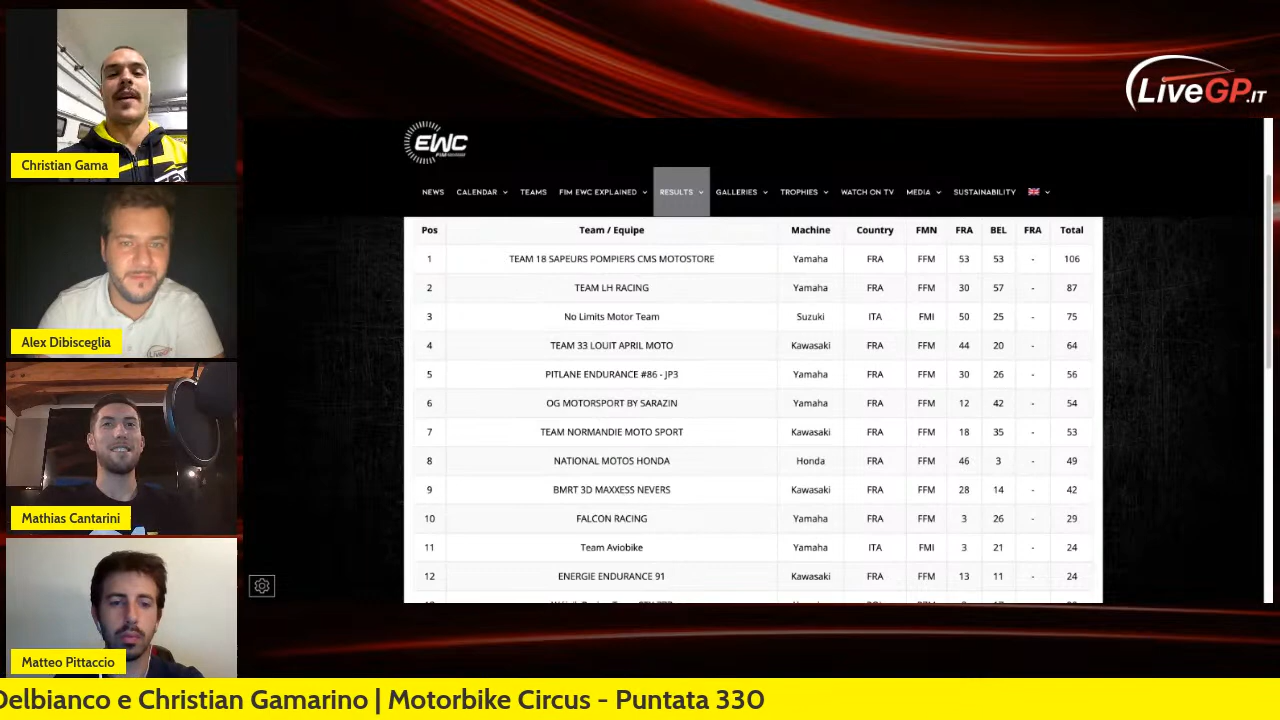 Christian Gama
Alex Dibisceglia
Mathias Cantarini
Matteo Pittaccio
LiveGP.IT
EWC
FIM
NEWS CALENDAR TEAMS FIM EWC EXPLAINED RESULTS GALLERIES TROPHIES WATCH ON TV MEDIA SUSTAINABILITY
Pos Team / Equipe Machine Country FMN FRA BEL FRA Total
1 TEAM 18 SAPEURS POMPIERS CMS MOTOSTORE Yamaha FRA FFM 53 53 - 106
2 TEAM LH RACING Yamaha FRA FFM 30 57 - 87
3 No Limits Motor Team Suzuki ITA FMI 50 25 - 75
4 TEAM 33 LOUIT APRIL MOTO Kawasaki FRA FFM 44 20 - 64
5 PITLANE ENDURANCE #86 - JP3 Yamaha FRA FFM 30 26 - 56
6 OG MOTORSPORT BY SARAZIN Yamaha FRA FFM 12 42 - 54
7 TEAM NORMANDIE MOTO SPORT Kawasaki FRA FFM 18 35 - 53
8 NATIONAL MOTOS HONDA Honda FRA FFM 46 3 - 49
9 BMRT 3D MAXXESS NEVERS Kawasaki FRA FFM 28 14 - 42
10 FALCON RACING Yamaha FRA FFM 3 26 - 29
11 Team Aviobike Yamaha ITA FMI 3 21 - 24
12 ENERGIE ENDURANCE 91 Kawasaki FRA FFM 13 11 - 24
Delbianco e Christian Gamarino | Motorbike Circus - Puntata 330